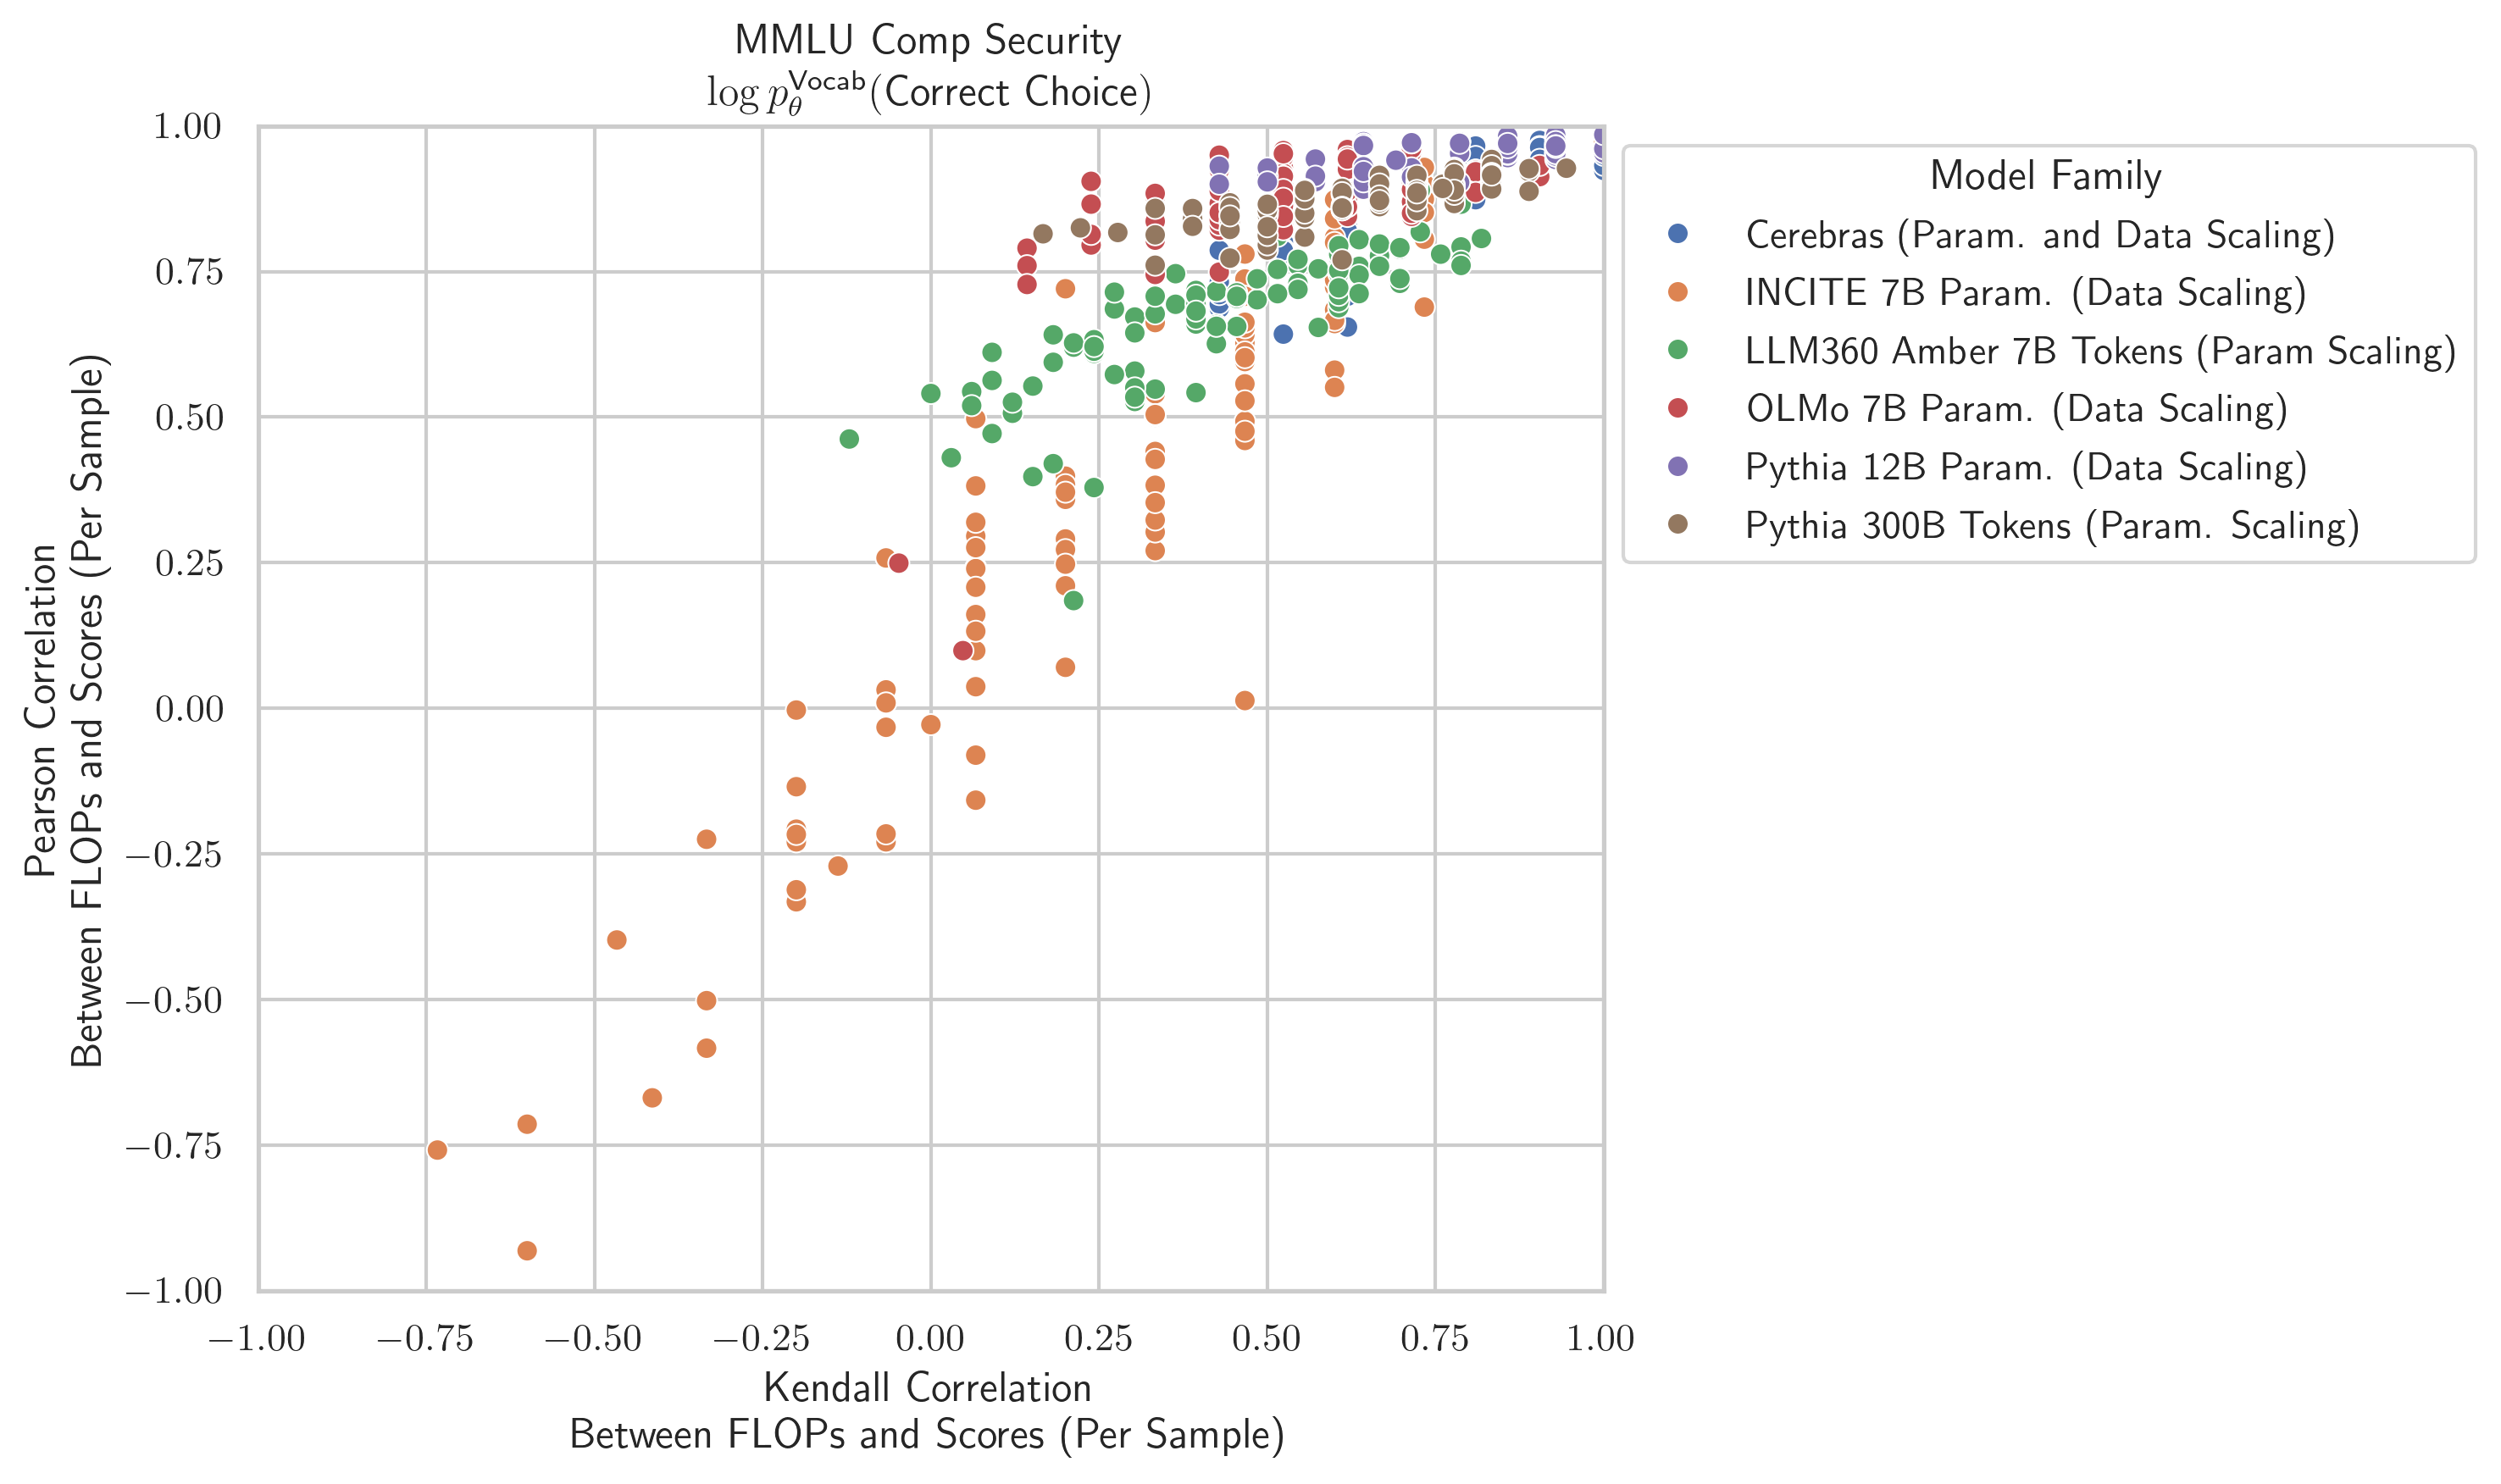 MMLU Comp Security
log p_θ^Vocab(Correct Choice)
Pearson Correlation
Between FLOPs and Scores (Per Sample)
1.00
0.75
0.50
0.25
0.00
−0.25
−0.50
−0.75
−1.00
−1.00 −0.75 −0.50 −0.25 0.00 0.25 0.50 0.75 1.00
Kendall Correlation
Between FLOPs and Scores (Per Sample)
Model Family
Cerebras (Param. and Data Scaling)
INCITE 7B Param. (Data Scaling)
LLM360 Amber 7B Tokens (Param Scaling)
OLMo 7B Param. (Data Scaling)
Pythia 12B Param. (Data Scaling)
Pythia 300B Tokens (Param. Scaling)